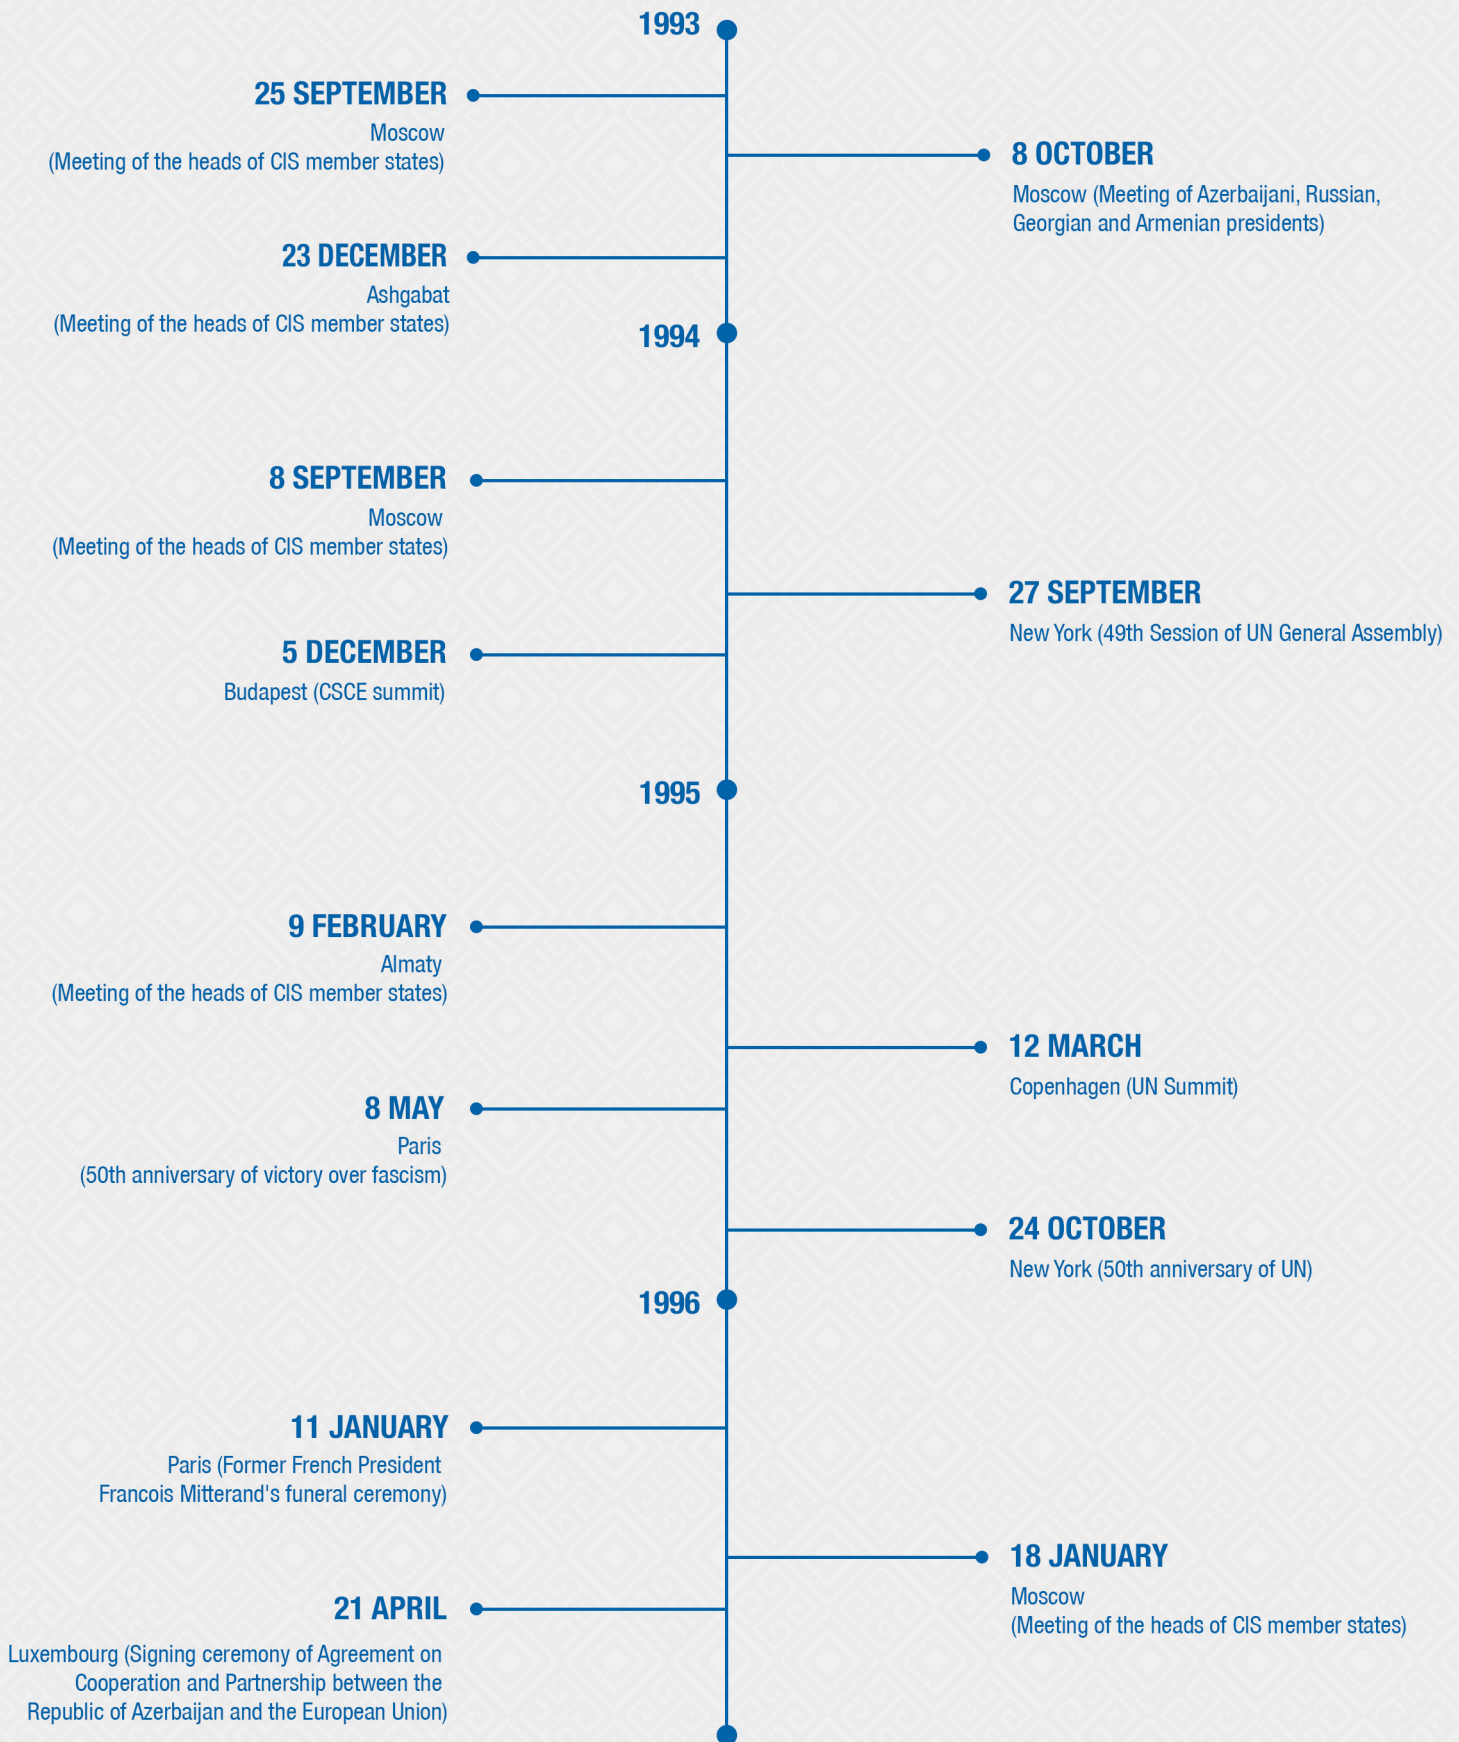 1993
25 SEPTEMBER
Moscow
(Meeting of the heads of CIS member states)
8 OCTOBER
Moscow (Meeting of Azerbaijani, Russian,
Georgian and Armenian presidents)
23 DECEMBER
Ashgabat
(Meeting of the heads of CIS member states)
1994
8 SEPTEMBER
Moscow
(Meeting of the heads of CIS member states)
27 SEPTEMBER
New York (49th Session of UN General Assembly)
5 DECEMBER
Budapest (CSCE summit)
1995
9 FEBRUARY
Almaty
(Meeting of the heads of CIS member states)
12 MARCH
Copenhagen (UN Summit)
8 MAY
Paris
(50th anniversary of victory over fascism)
24 OCTOBER
New York (50th anniversary of UN)
1996
11 JANUARY
Paris (Former French President
Francois Mitterand's funeral ceremony)
18 JANUARY
Moscow
(Meeting of the heads of CIS member states)
21 APRIL
Luxembourg (Signing ceremony of Agreement on
Cooperation and Partnership between the
Republic of Azerbaijan and the European Union)